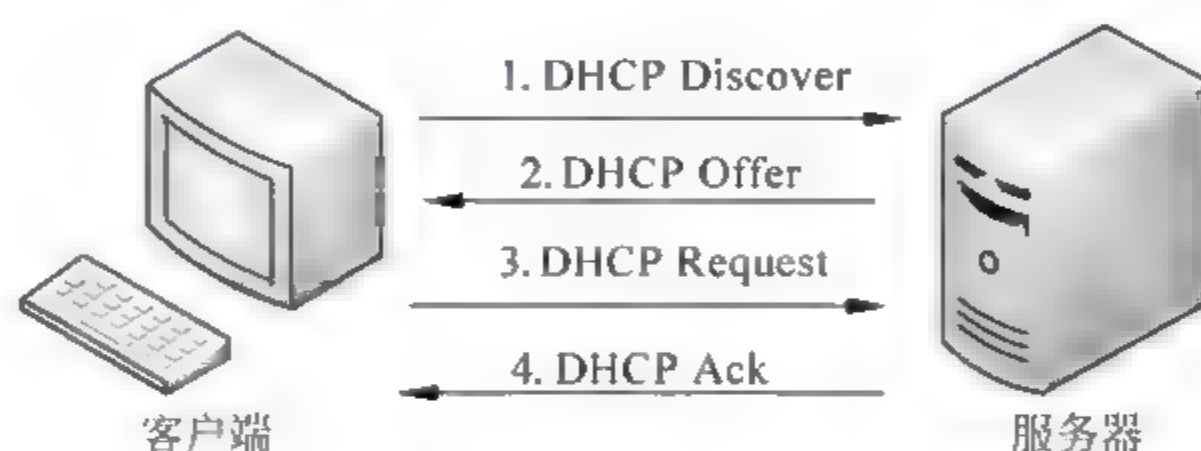 1. DHCP Discover
2. DHCP Offer
3. DHCP Request
4. DHCP Ack
客户端
服务器